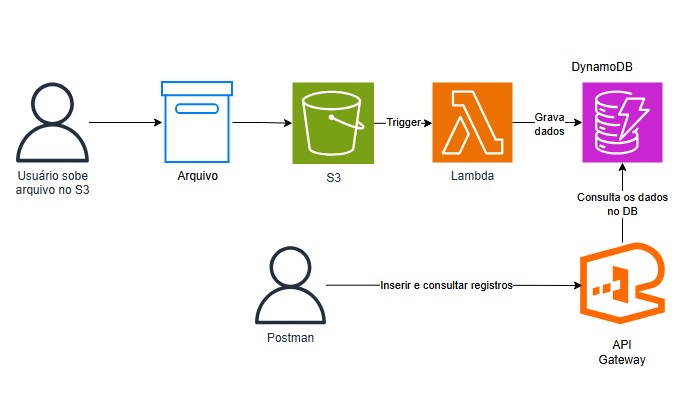 DynamoDB
Trigger
Grava
dados
Usuário sobe
arquivo no S3
Arquivo
S3
Lambda
Consulta os dados
no DB
Inserir e consultar registros
Postman
API
Gateway